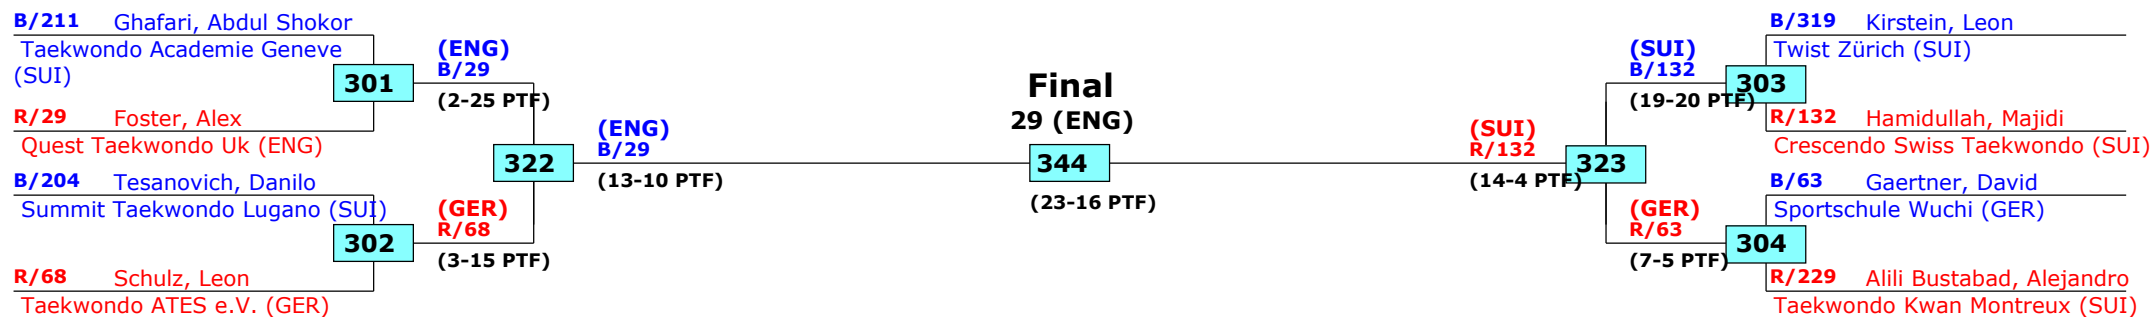 B/211 Ghafari, Abdul Shokor
Taekwondo Academie Geneve
(SUI)
301
R/29 Foster, Alex
Quest Taekwondo Uk (ENG)
B/204 Tesanovich, Danilo
Summit Taekwondo Lugano (SUI)
302
R/68 Schulz, Leon
Taekwondo ATES e.V. (GER)
(ENG)
B/29
(2-25 PTF)
322
(GER)
R/68
(3-15 PTF)
(ENG)
B/29
(13-10 PTF)
Final
29 (ENG)
344
(23-16 PTF)
(SUI)
R/132
(14-4 PTF)
323
(SUI)
B/132
(19-20 PTF)
(GER)
R/63
(7-5 PTF)
B/319 Kirstein, Leon
Twist Zürich (SUI)
303
R/132 Hamidullah, Majidi
Crescendo Swiss Taekwondo (SUI)
B/63 Gaertner, David
Sportschule Wuchi (GER)
304
R/229 Alili Bustabad, Alejandro
Taekwondo Kwan Montreux (SUI)